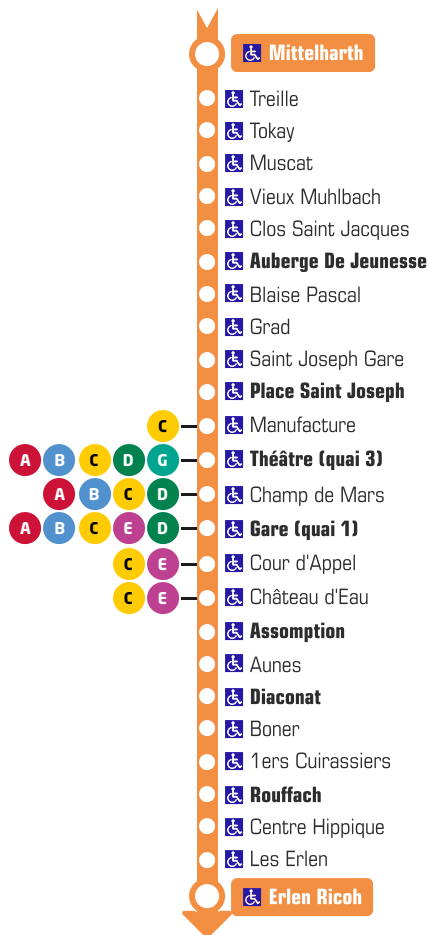 Mittelharth
Treille
Tokay
Muscat
Vieux Muhlbach
Clos Saint Jacques
Auberge De Jeunesse
Blaise Pascal
Grad
Saint Joseph Gare
Place Saint Joseph
C Manufacture
A B C D G Théâtre (quai 3)
A B C D Champ de Mars
A B C E D Gare (quai 1)
C E Cour d'Appel
C E Château d'Eau
Assomption
Aunes
Diaconat
Boner
1ers Cuirassiers
Rouffach
Centre Hippique
Les Erlen
Erlen Ricoh